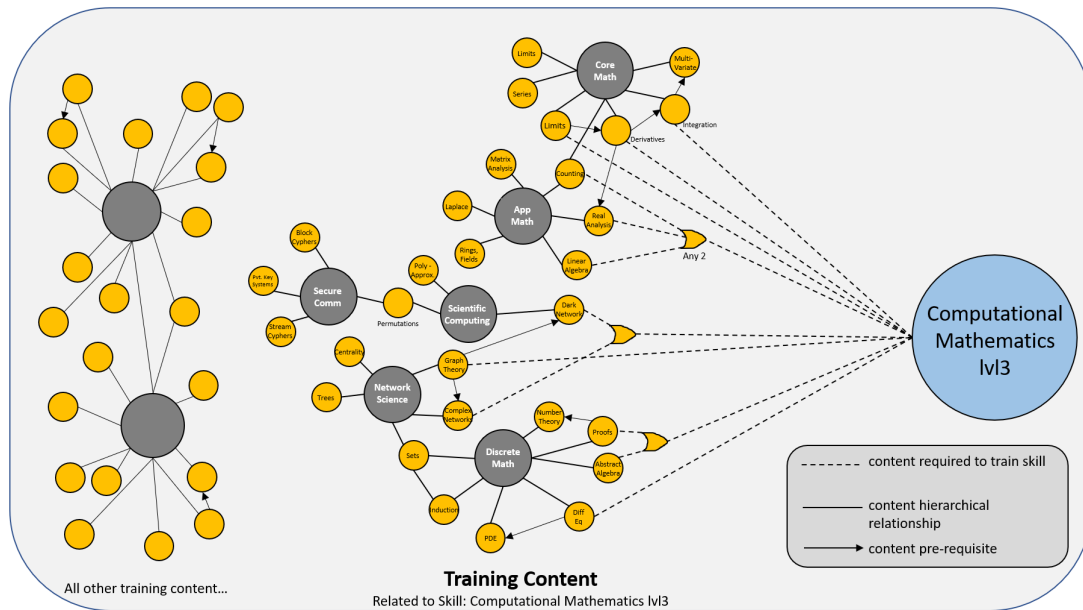 Limits
Core
Math
Multi-
Variate
Series
Limits
Derivatives
Integration
Matrix
Analysis
Counting
Laplace
App
Math
Real
Analysis
Rings,
Fields
Linear
Algebra
Any 2
Block
Cyphers
Pvt. Key
Systems
Secure
Comm
Stream
Cyphers
Permutations
Poly -
Approx
Scientific
Computing
Dark
Network
Centrality
Graph
Theory
Trees
Network
Science
Complex
Networks
Number
Theory
Proofs
Sets
Discrete
Math
Abstract
Algebra
Induction
Diff
Eq
PDE
Computational
Mathematics
lvl3
content required to train skill
content hierarchical
relationship
content pre-requisite
All other training content…
Training Content
Related to Skill: Computational Mathematics lvl3